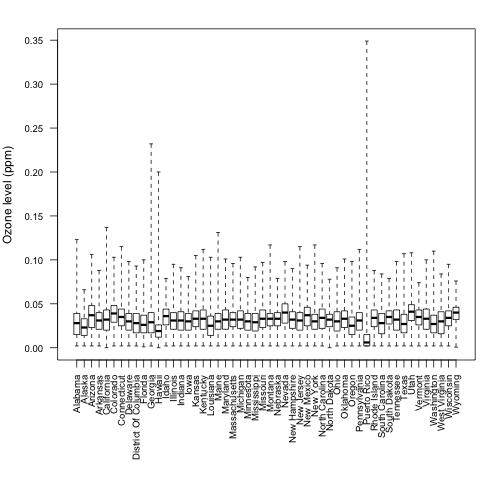 Ozone level (ppm)
0.35
0.30
0.25
0.20
0.15
0.10
0.05
0.00
Alabama
Alaska
Arizona
Arkansas
California
Colorado
Connecticut
Delaware
District Of Columbia
Florida
Georgia
Hawaii
Idaho
Illinois
Indiana
Iowa
Kansas
Kentucky
Louisiana
Maine
Maryland
Massachusetts
Michigan
Minnesota
Mississippi
Missouri
Montana
Nebraska
Nevada
New Hampshire
New Jersey
New Mexico
New York
North Carolina
North Dakota
Ohio
Oklahoma
Oregon
Pennsylvania
Puerto Rico
Rhode Island
South Carolina
South Dakota
Tennessee
Texas
Utah
Vermont
Virginia
Washington
West Virginia
Wisconsin
Wyoming